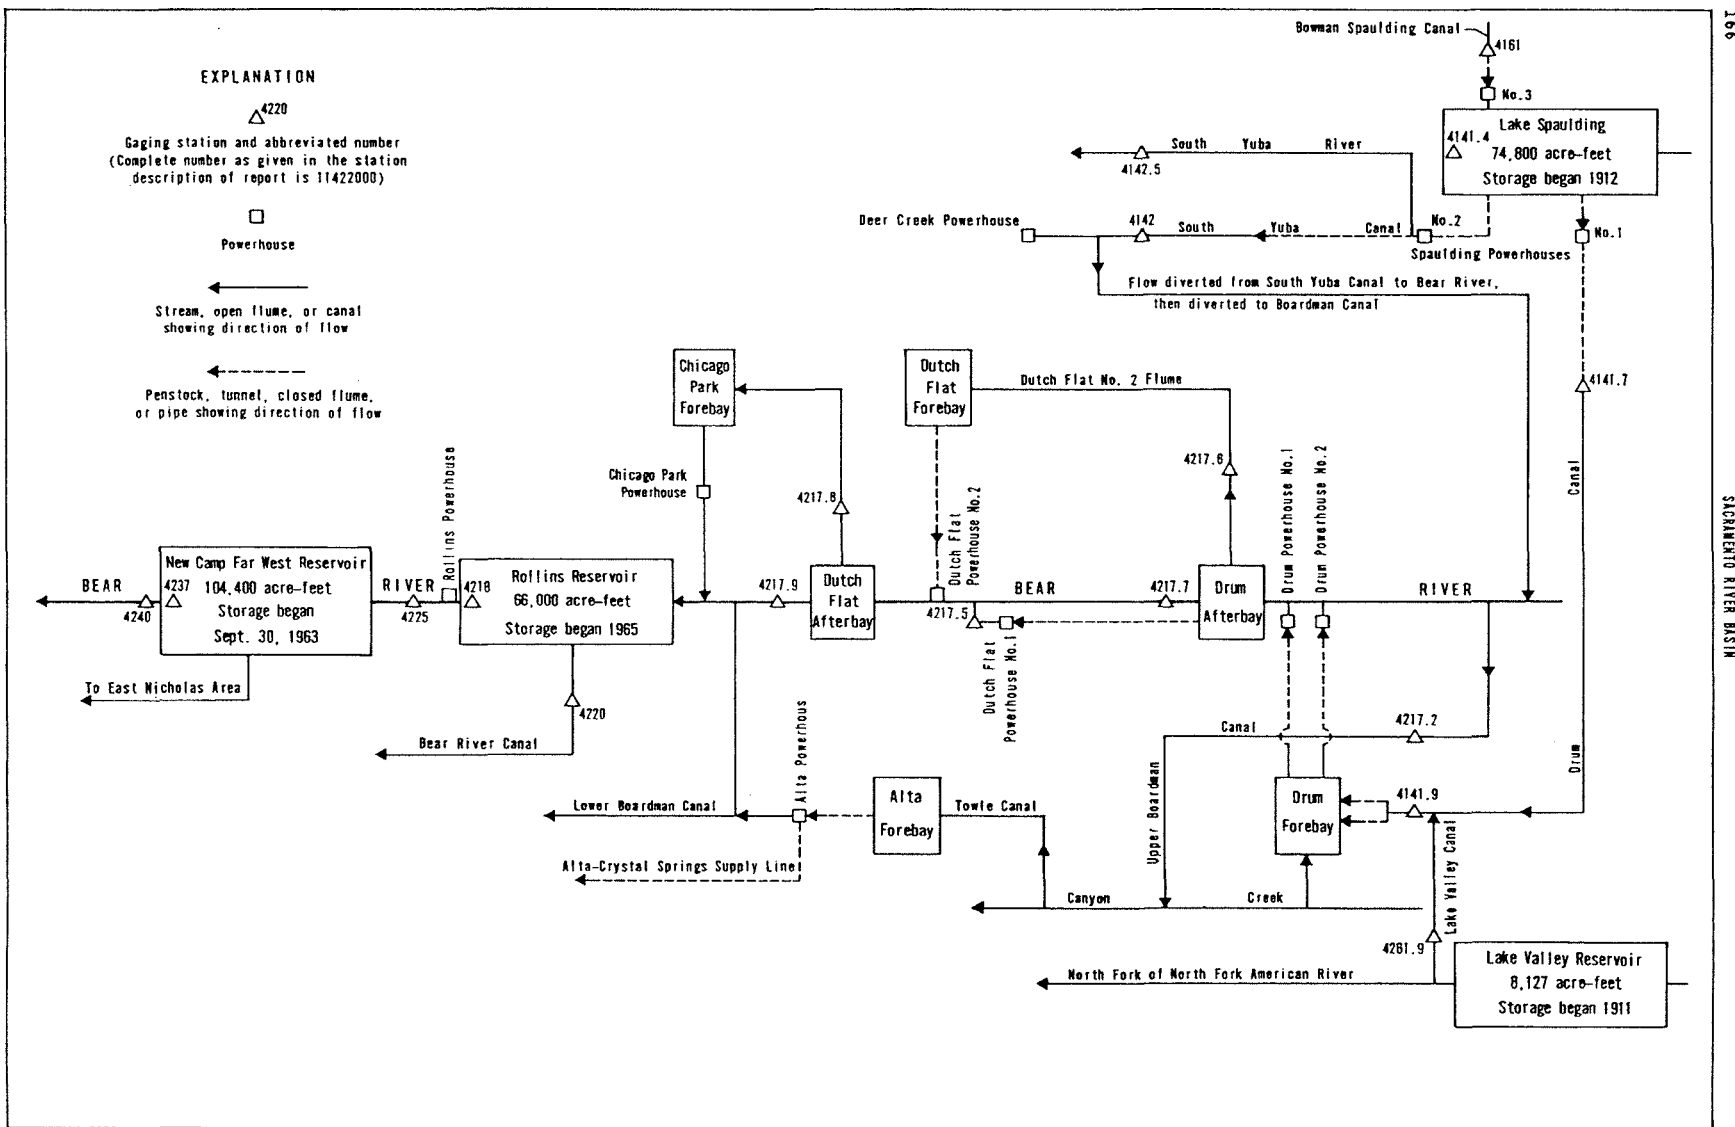 166
SACRAMENTO RIVER BASIN
EXPLANATION
4220
Gaging station and abbreviated number
(Complete number as given in the station
description of report is 11422000)
Powerhouse
Stream, open flume, or canal
showing direction of flow
Penstock, tunnel, closed flume,
or pipe showing direction of flow
Bowman Spaulding Canal
4161
No.3
Lake Spaulding
4141.4
74,800 acre-feet
Storage began 1912
South Yuba River
4142.5
Deer Creek Powerhouse
4142
South Yuba Canal
No.2
Spaulding Powerhouses
No.1
Flow diverted from South Yuba Canal to Bear River,
then diverted to Boardman Canal
4141.7
Canal
Drum
Chicago
Park
Forebay
Dutch
Flat
Forebay
Dutch Flat No. 2 Flume
4217.6
Drum Powerhouse No.1
Drum Powerhouse No.2
Chicago Park
Powerhouse
4217.8
Dutch Flat
Powerhouse No.2
Rollins Powerhouse
BEAR
4240
4237
New Camp Far West Reservoir
104,400 acre-feet
Storage began
Sept. 30, 1963
RIVER
4225
4218
Rollins Reservoir
66,000 acre-feet
Storage began 1965
4217.9
Dutch
Flat
Afterbay
4217.5
BEAR
4217.7
Drum
Afterbay
RIVER
Dutch Flat
Powerhouse No.1
To East Nicholas Area
4220
Bear River Canal
Canal
4217.2
Upper Boardman
Alta Powerhous
Lower Boardman Canal
Alta
Forebay
Towle Canal
Drum
Forebay
4141.9
Alta-Crystal Springs Supply Line
Canyon Creek
Lake Valley Canal
4261.9
North Fork of North Fork American River
Lake Valley Reservoir
8,127 acre-feet
Storage began 1911